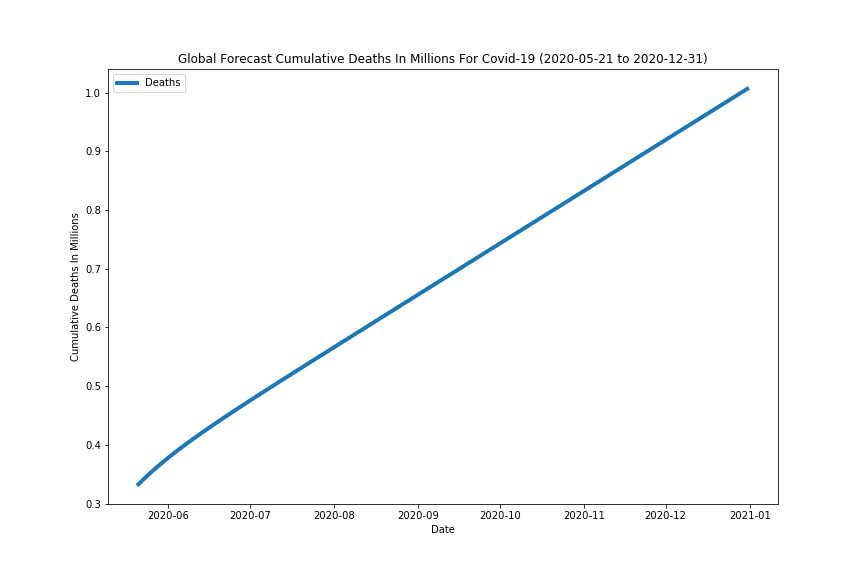 Global Forecast Cumulative Deaths In Millions For Covid-19 (2020-05-21 to 2020-12-31)
Deaths
Cumulative Deaths In Millions
1.0
0.9
0.8
0.7
0.6
0.5
0.4
0.3
2020-06 2020-07 2020-08 2020-09 2020-10 2020-11 2020-12 2021-01
Date